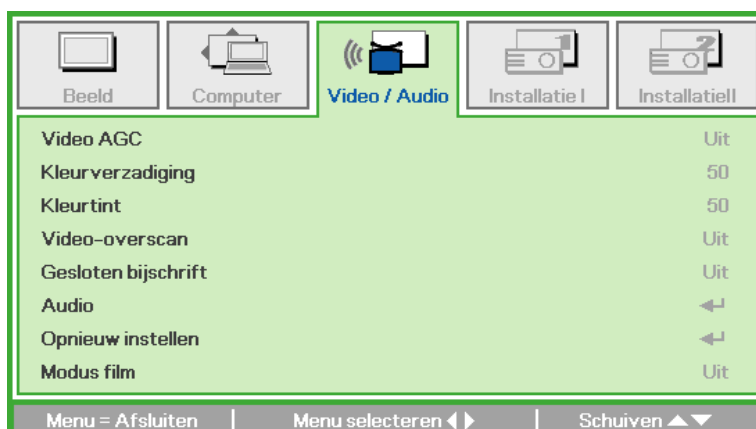 Beeld Computer Video / Audio Installatie I InstallatieII
Video AGC Uit
Kleurverzadiging 50
Kleurtint 50
Video-overscan Uit
Gesloten bijschrift Uit
Audio
Opnieuw instellen
Modus film Uit
Menu = Afsluiten | Menu selecteren ◀▶ | Schuiven ▲▼